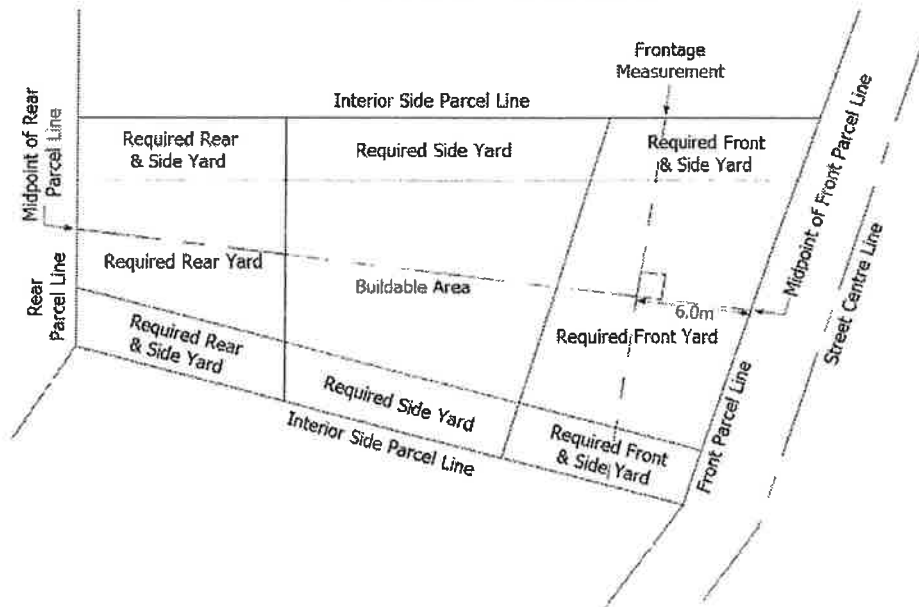 Frontage
Measurement
Interior Side Parcel Line
Midpoint of Rear
Parcel Line
Required Rear
& Side Yard
Required Side Yard
Required Front
& Side Yard
Midpoint of Front Parcel Line
Street Centre Line
Rear
Parcel Line
Required Rear Yard
Buildable Area
6.0m
Required Front Yard
Required Rear
& Side Yard
Required Side Yard
Interior Side Parcel Line
Required Front
& Side Yard
Front Parcel Line